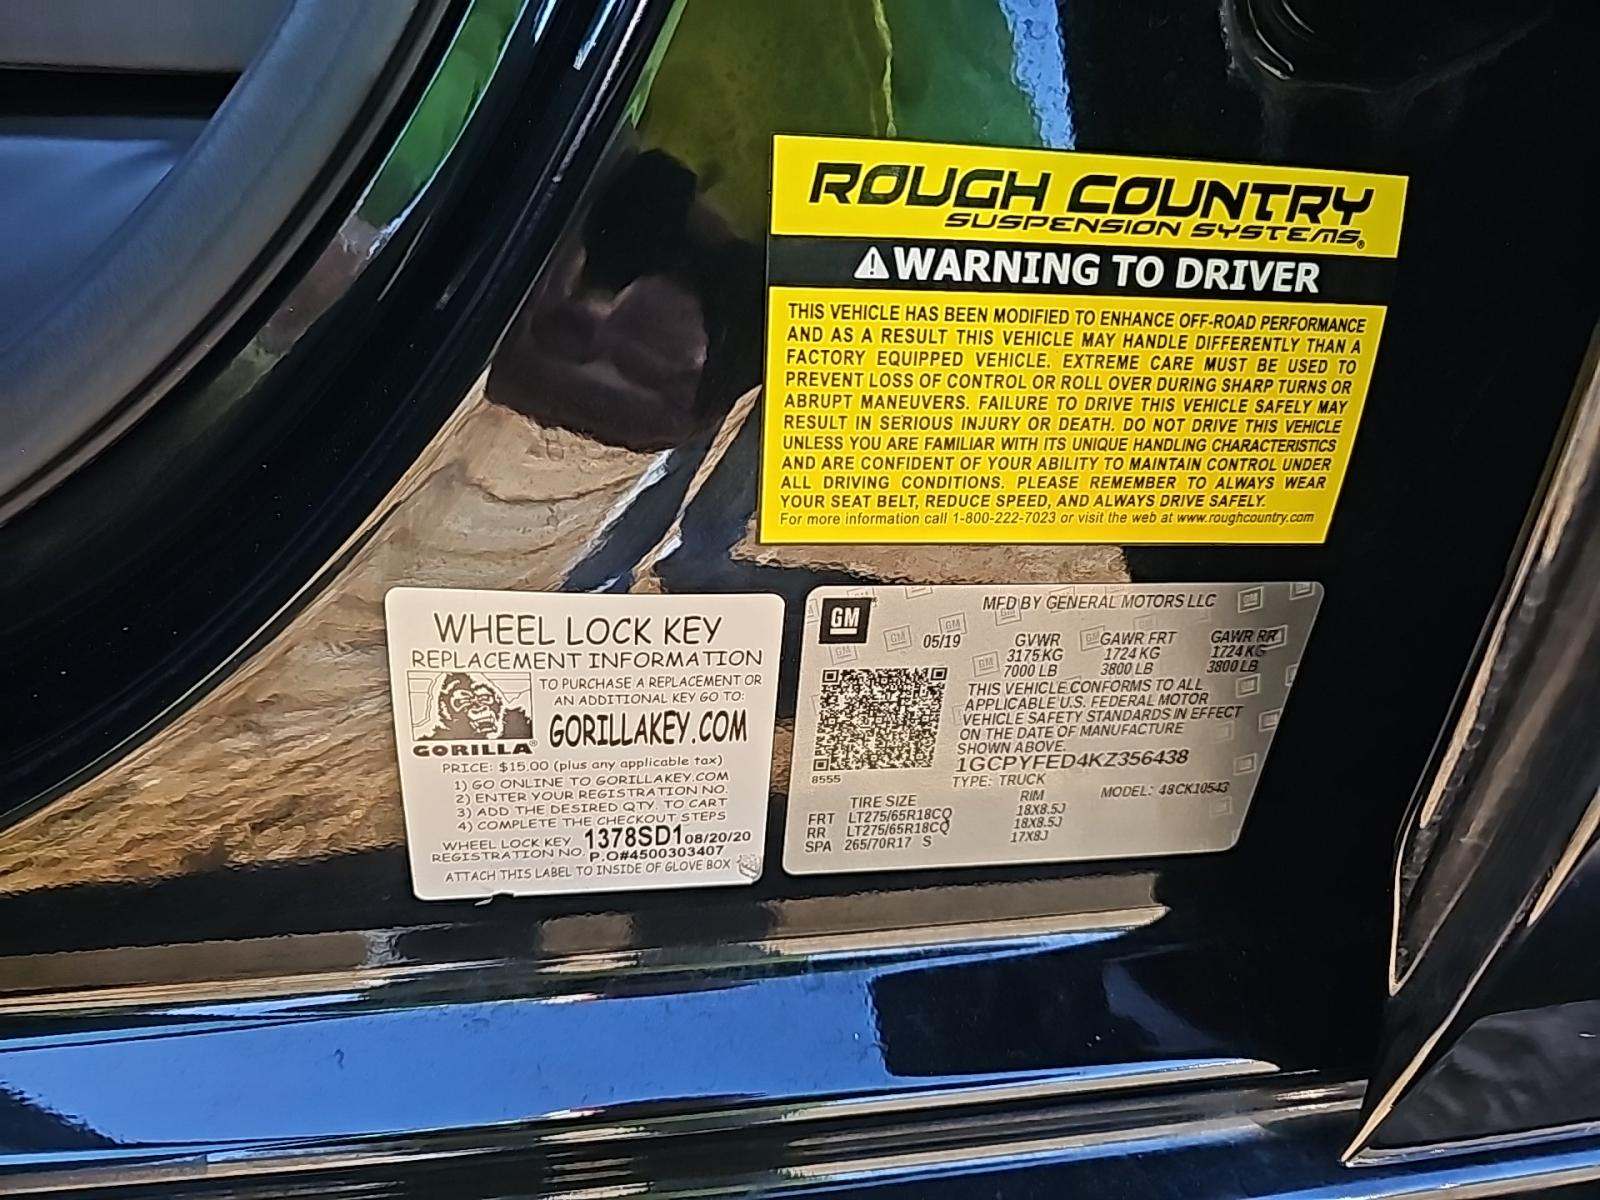 ROUGH COUNTRY
SUSPENSION SYSTEMS®
WARNING TO DRIVER
THIS VEHICLE HAS BEEN MODIFIED TO ENHANCE OFF-ROAD PERFORMANCE
AND AS A RESULT THIS VEHICLE MAY HANDLE DIFFERENTLY THAN A
FACTORY EQUIPPED VEHICLE. EXTREME CARE MUST BE USED TO
PREVENT LOSS OF CONTROL OR ROLL OVER DURING SHARP TURNS OR
ABRUPT MANEUVERS. FAILURE TO DRIVE THIS VEHICLE SAFELY MAY
RESULT IN SERIOUS INJURY OR DEATH. DO NOT DRIVE THIS VEHICLE
UNLESS YOU ARE FAMILIAR WITH ITS UNIQUE HANDLING CHARACTERISTICS
AND ARE CONFIDENT OF YOUR ABILITY TO MAINTAIN CONTROL UNDER
ALL DRIVING CONDITIONS. PLEASE REMEMBER TO ALWAYS WEAR
YOUR SEAT BELT, REDUCE SPEED, AND ALWAYS DRIVE SAFELY.
For more information call 1-800-222-7023 or visit the web at www.roughcountry.com
WHEEL LOCK KEY
REPLACEMENT INFORMATION
TO PURCHASE A REPLACEMENT OR
AN ADDITIONAL KEY GO TO:
GORILLAKEY.COM
GORILLA®
PRICE: $15.00 (plus any applicable tax)
1) GO ONLINE TO GORILLAKEY.COM
2) ENTER YOUR REGISTRATION NO.
3) ADD THE DESIRED QTY. TO CART
4) COMPLETE THE CHECKOUT STEPS
WHEEL LOCK KEY 1378SD1 08/20/20
REGISTRATION NO. P.O#4500303407
ATTACH THIS LABEL TO INSIDE OF GLOVE BOX
GM
MFD BY GENERAL MOTORS LLC
05/19 GVWR GAWR FRT GAWR RR
3175 KG 1724 KG 1724 KG
7000 LB 3800 LB 3800 LB
THIS VEHICLE CONFORMS TO ALL
APPLICABLE U.S. FEDERAL MOTOR
VEHICLE SAFETY STANDARDS IN EFFECT
ON THE DATE OF MANUFACTURE
SHOWN ABOVE.
1GCPYFED4KZ356438
8555
TYPE: TRUCK
MODEL: 48CK10543
TIRE SIZE RIM
FRT LT275/65R18CQ 18X8.5J
RR LT275/65R18CQ 18X8.5J
SPA 265/70R17 S 17X8J